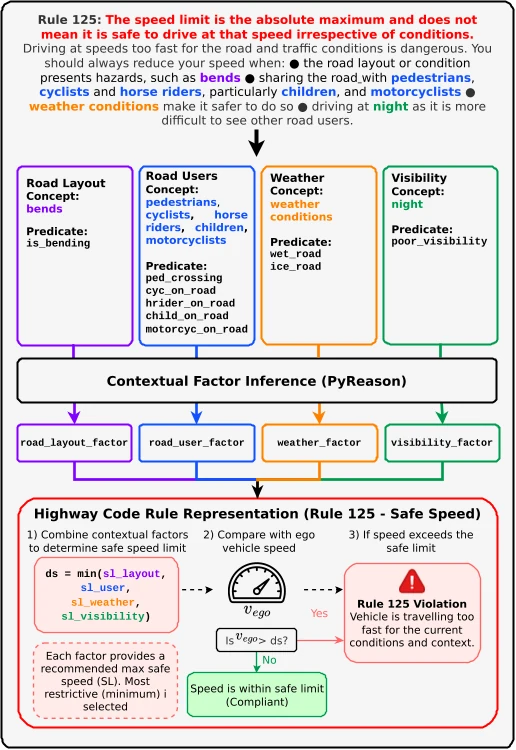 Rule 125: The speed limit is the absolute maximum and does not
mean it is safe to drive at that speed irrespective of conditions.
Driving at speeds too fast for the road and traffic conditions is dangerous. You
should always reduce your speed when: ● the road layout or condition
presents hazards, such as bends ● sharing the road with pedestrians,
cyclists and horse riders, particularly children, and motorcyclists ●
weather conditions make it safer to do so ● driving at night as it is more
difficult to see other road users.
Road Layout
Concept:
bends
Predicate:
is_bending
Road Users
Concept:
pedestrians,
cyclists, horse
riders, children,
motorcyclists
Predicate:
ped_crossing
cyc_on_road
hrider_on_road
child_on_road
motorcyc_on_road
Weather
Concept:
weather
conditions
Predicate:
wet_road
ice_road
Visibility
Concept:
night
Predicate:
poor_visibility
Contextual Factor Inference (PyReason)
road_layout_factor
road_user_factor
weather_factor
visibility_factor
Highway Code Rule Representation (Rule 125 - Safe Speed)
1) Combine contextual factors
to determine safe speed limit
ds = min(sl_layout,
sl_user,
sl_weather,
sl_visibility)
Each factor provides a
recommended max safe
speed (SL). Most
restrictive (minimum) i
selected
2) Compare with ego
vehicle speed
v_ego
Is v_ego > ds?
Yes
No
Speed is within safe limit
(Compliant)
3) If speed exceeds the
safe limit
Rule 125 Violation
Vehicle is travelling too
fast for the current
conditions and context.